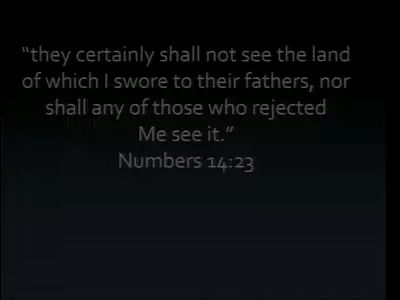 “they certainly shall not see the land
of which I swore to their fathers, nor
shall any of those who rejected
Me see it.”
Numbers 14:23